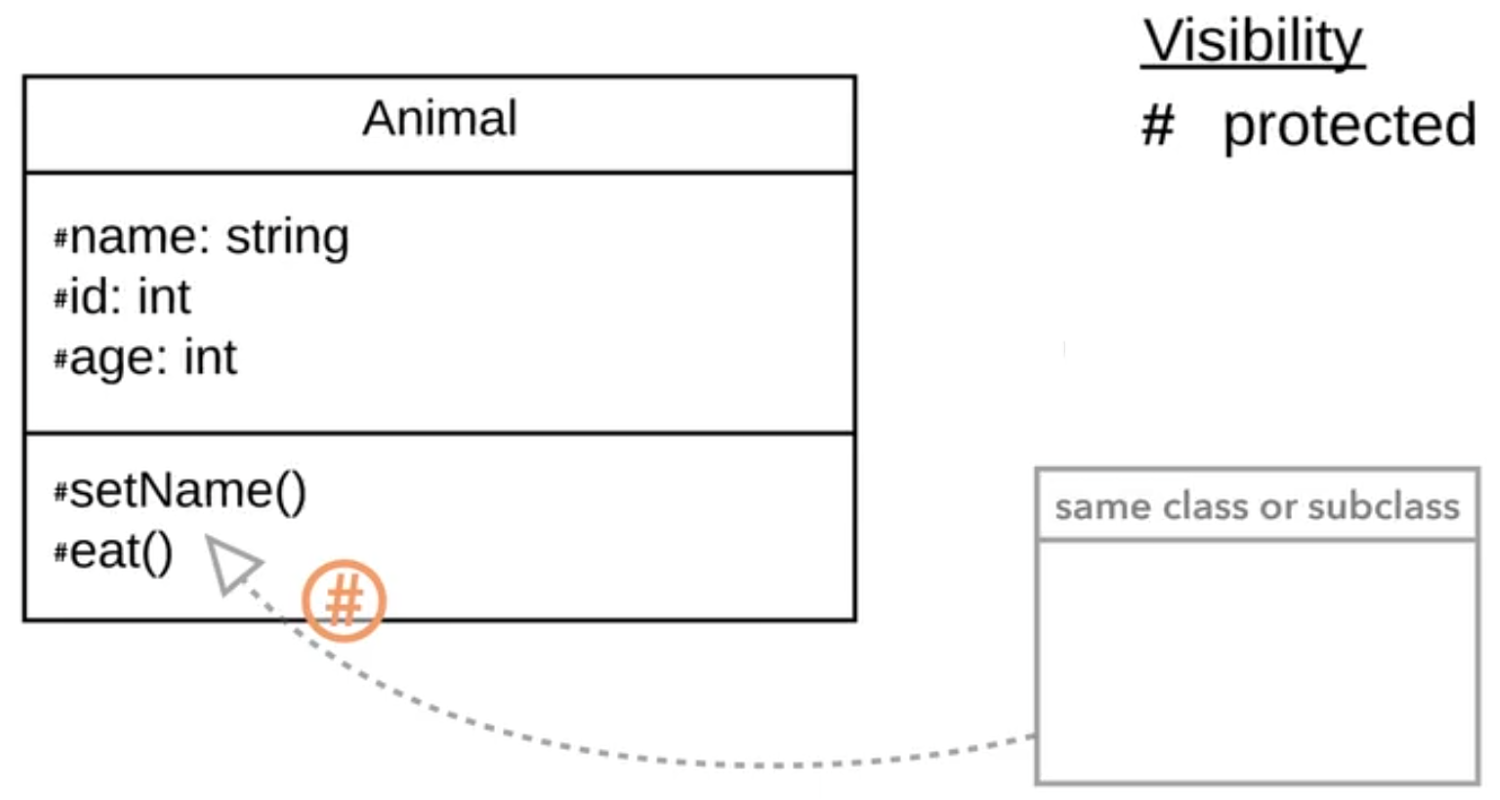 Visibility
# protected
Animal
#name: string
#id: int
#age: int
#setName()
#eat()
#
same class or subclass